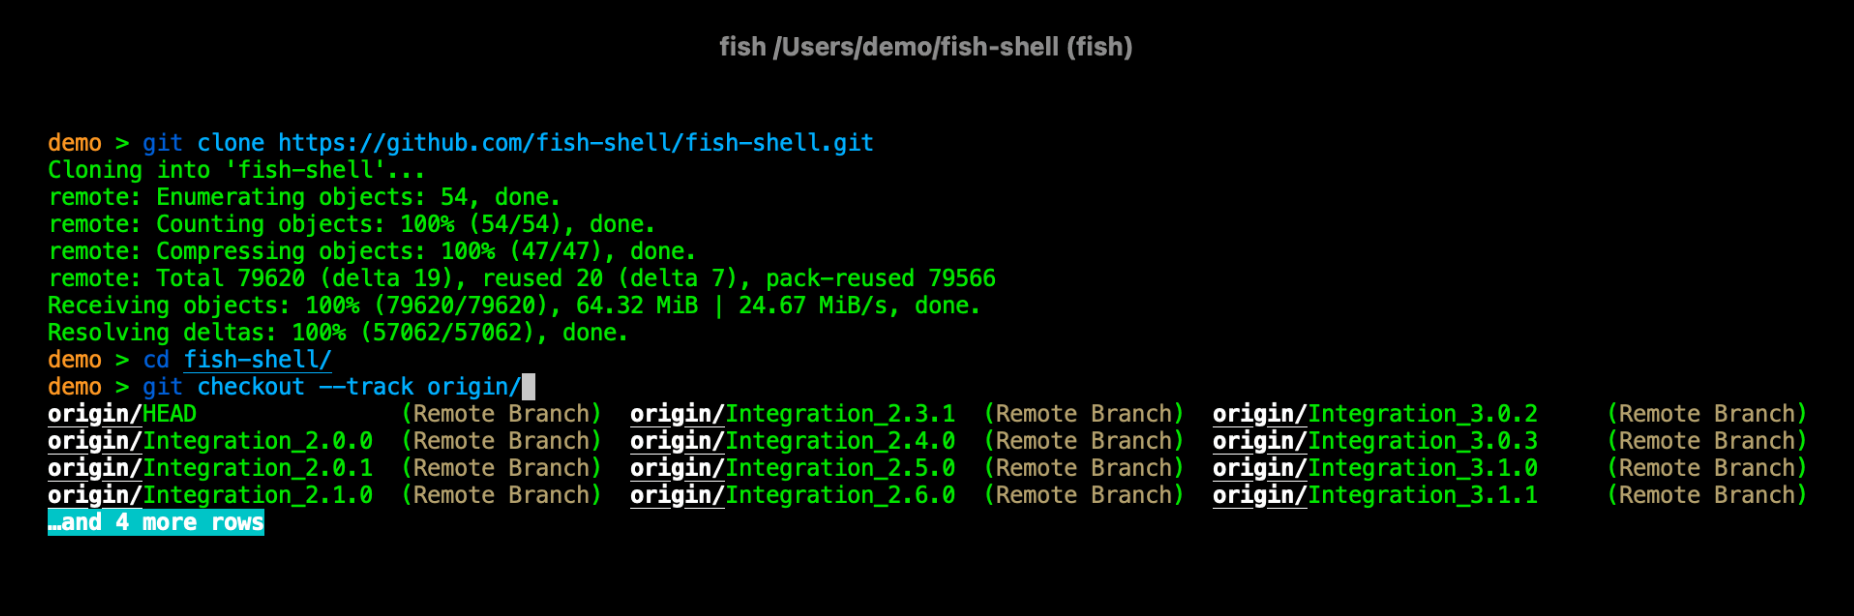 fish /Users/demo/fish-shell (fish)
demo > git clone https://github.com/fish-shell/fish-shell.git
Cloning into 'fish-shell'...
remote: Enumerating objects: 54, done.
remote: Counting objects: 100% (54/54), done.
remote: Compressing objects: 100% (47/47), done.
remote: Total 79620 (delta 19), reused 20 (delta 7), pack-reused 79566
Receiving objects: 100% (79620/79620), 64.32 MiB | 24.67 MiB/s, done.
Resolving deltas: 100% (57062/57062), done.
demo > cd fish-shell/
demo > git checkout --track origin/
origin/HEAD (Remote Branch) origin/Integration_2.3.1 (Remote Branch) origin/Integration_3.0.2 (Remote Branch)
origin/Integration_2.0.0 (Remote Branch) origin/Integration_2.4.0 (Remote Branch) origin/Integration_3.0.3 (Remote Branch)
origin/Integration_2.0.1 (Remote Branch) origin/Integration_2.5.0 (Remote Branch) origin/Integration_3.1.0 (Remote Branch)
origin/Integration_2.1.0 (Remote Branch) origin/Integration_2.6.0 (Remote Branch) origin/Integration_3.1.1 (Remote Branch)
…and 4 more rows